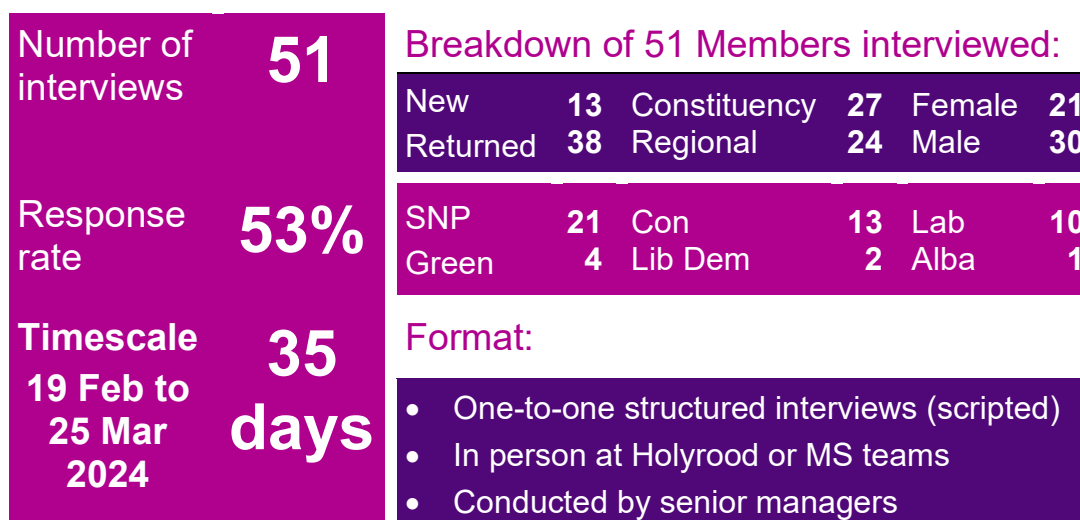 Number of interviews 51
Response rate 53%
Timescale
19 Feb to 25 Mar 2024
35 days
Breakdown of 51 Members interviewed:
New 13 Constituency 27 Female 21
Returned 38 Regional 24 Male 30
SNP 21 Con 13 Lab 10
Green 4 Lib Dem 2 Alba 1
Format:
• One-to-one structured interviews (scripted)
• In person at Holyrood or MS teams
• Conducted by senior managers